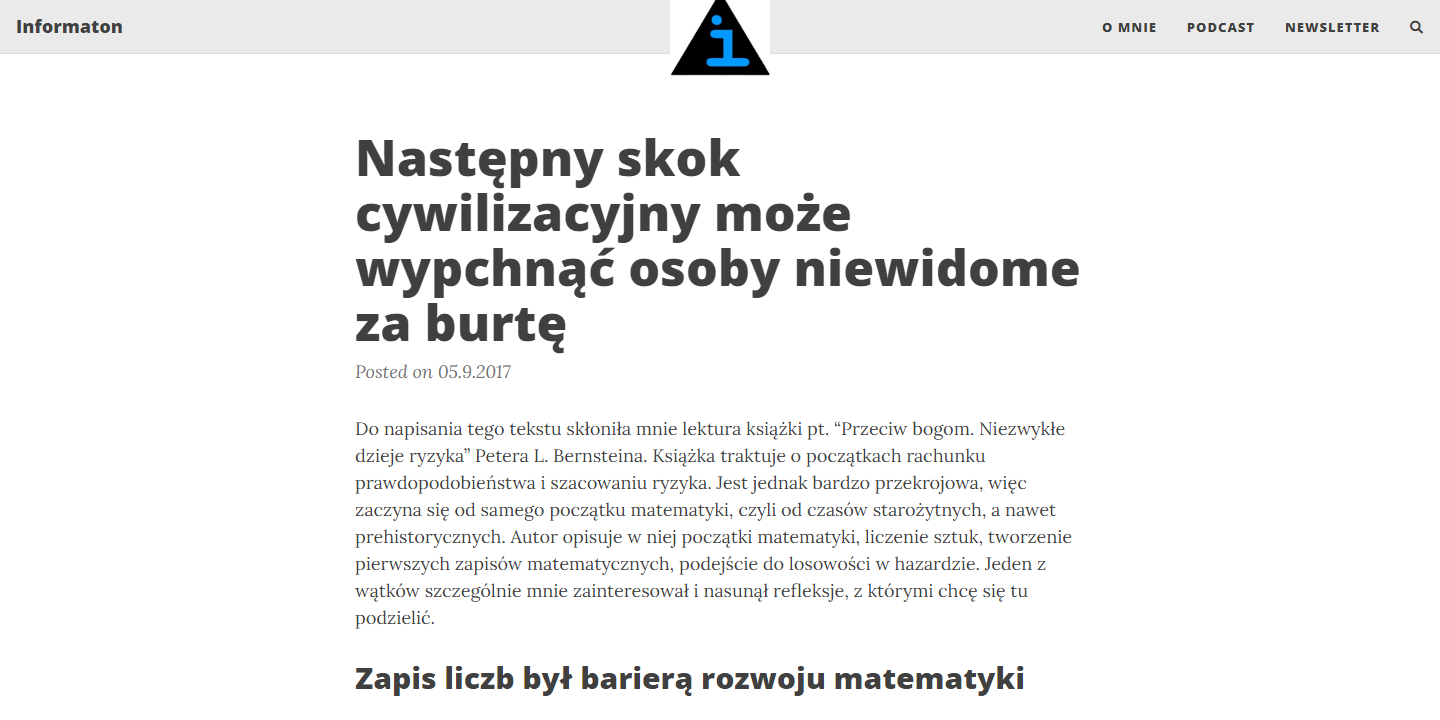 Informaton
i
O MNIE PODCAST NEWSLETTER
Następny skok
cywilizacyjny może
wypchnąć osoby niewidome
za burtę
Posted on 05.9.2017
Do napisania tego tekstu skłoniła mnie lektura książki pt. “Przeciw bogom. Niezwykłe
dzieje ryzyka” Petera L. Bernsteina. Książka traktuje o początkach rachunku
prawdopodobieństwa i szacowaniu ryzyka. Jest jednak bardzo przekrojowa, więc
zaczyna się od samego początku matematyki, czyli od czasów starożytnych, a nawet
prehistorycznych. Autor opisuje w niej początki matematyki, liczenie sztuk, tworzenie
pierwszych zapisów matematycznych, podejście do losowości w hazardzie. Jeden z
wątków szczególnie mnie zainteresował i nasunął refleksje, z którymi chcę się tu
podzielić.
Zapis liczb był barierą rozwoju matematyki